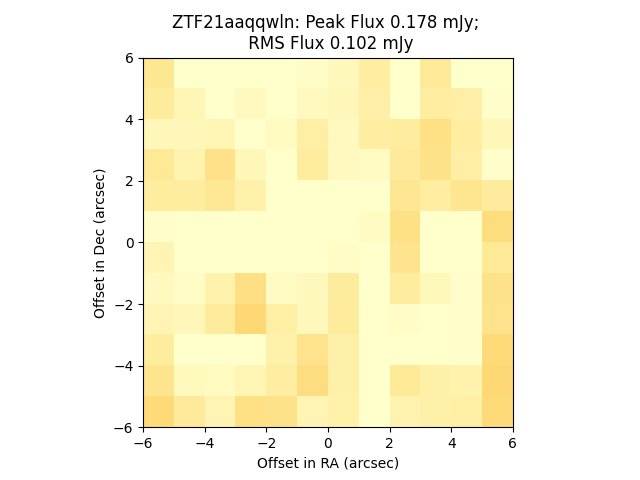 ZTF21aaqqwln: Peak Flux 0.178 mJy;
RMS Flux 0.102 mJy
6
4
2
0
−2
−4
−6
Offset in Dec (arcsec)
−6 −4 −2 0 2 4 6
Offset in RA (arcsec)